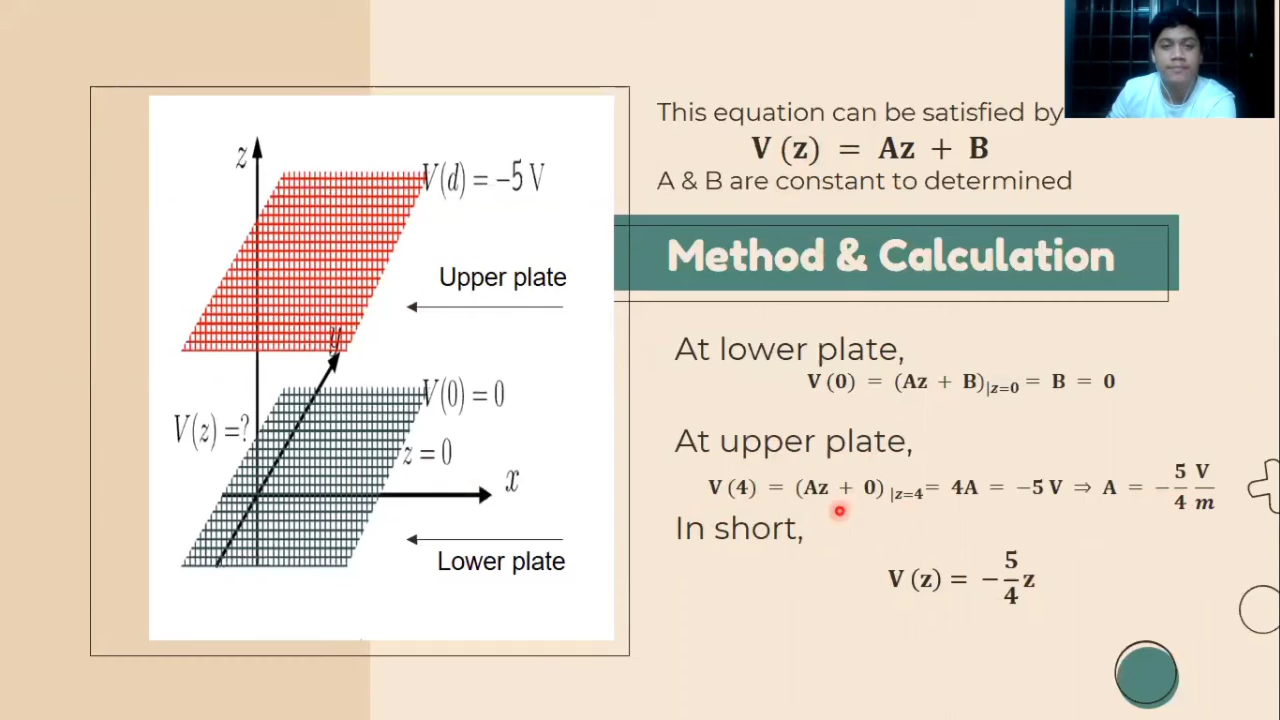 This equation can be satisfied by
V (z) = Az + B
A & B are constant to determined
Method & Calculation
z
V(d) = −5 V
Upper plate
y
V(0) = 0
V(z) =?
z = 0
x
Lower plate
At lower plate,
V (0) = (Az + B)|z=0 = B = 0
At upper plate,
V (4) = (Az + 0) |z=4 = 4A = −5 V ⇒ A = −5/4 V/m
In short,
V (z) = −5/4 z